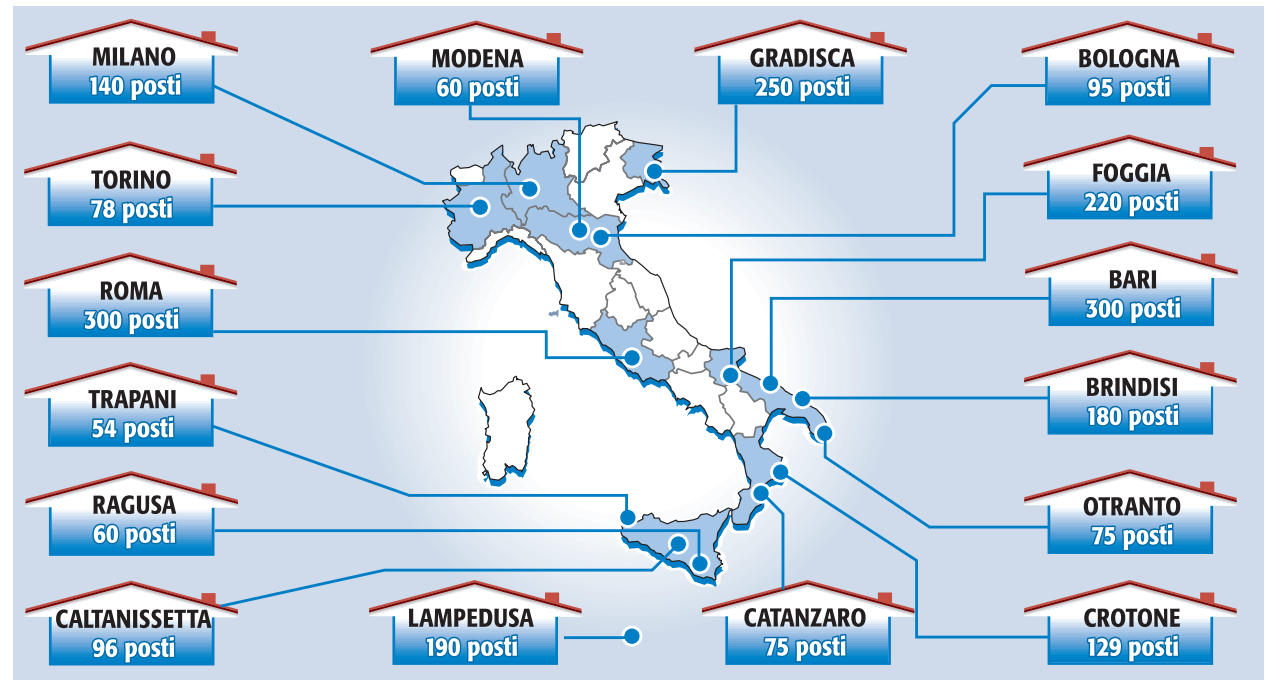 MILANO
140 posti
MODENA
60 posti
GRADISCA
250 posti
BOLOGNA
95 posti
TORINO
78 posti
FOGGIA
220 posti
ROMA
300 posti
BARI
300 posti
TRAPANI
54 posti
BRINDISI
180 posti
RAGUSA
60 posti
OTRANTO
75 posti
CALTANISSETTA
96 posti
LAMPEDUSA
190 posti
CATANZARO
75 posti
CROTONE
129 posti